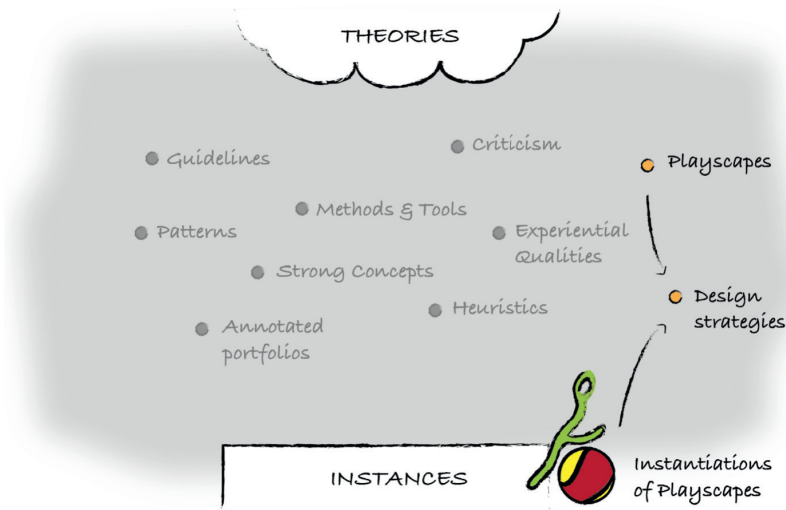 THEORIES
Criticism
Guidelines
Playscapes
Methods & Tools
Patterns
Experiential
Qualities
Strong Concepts
Design
strategies
Heuristics
Annotated
portfolios
INSTANCES
Instantiations
of Playscapes